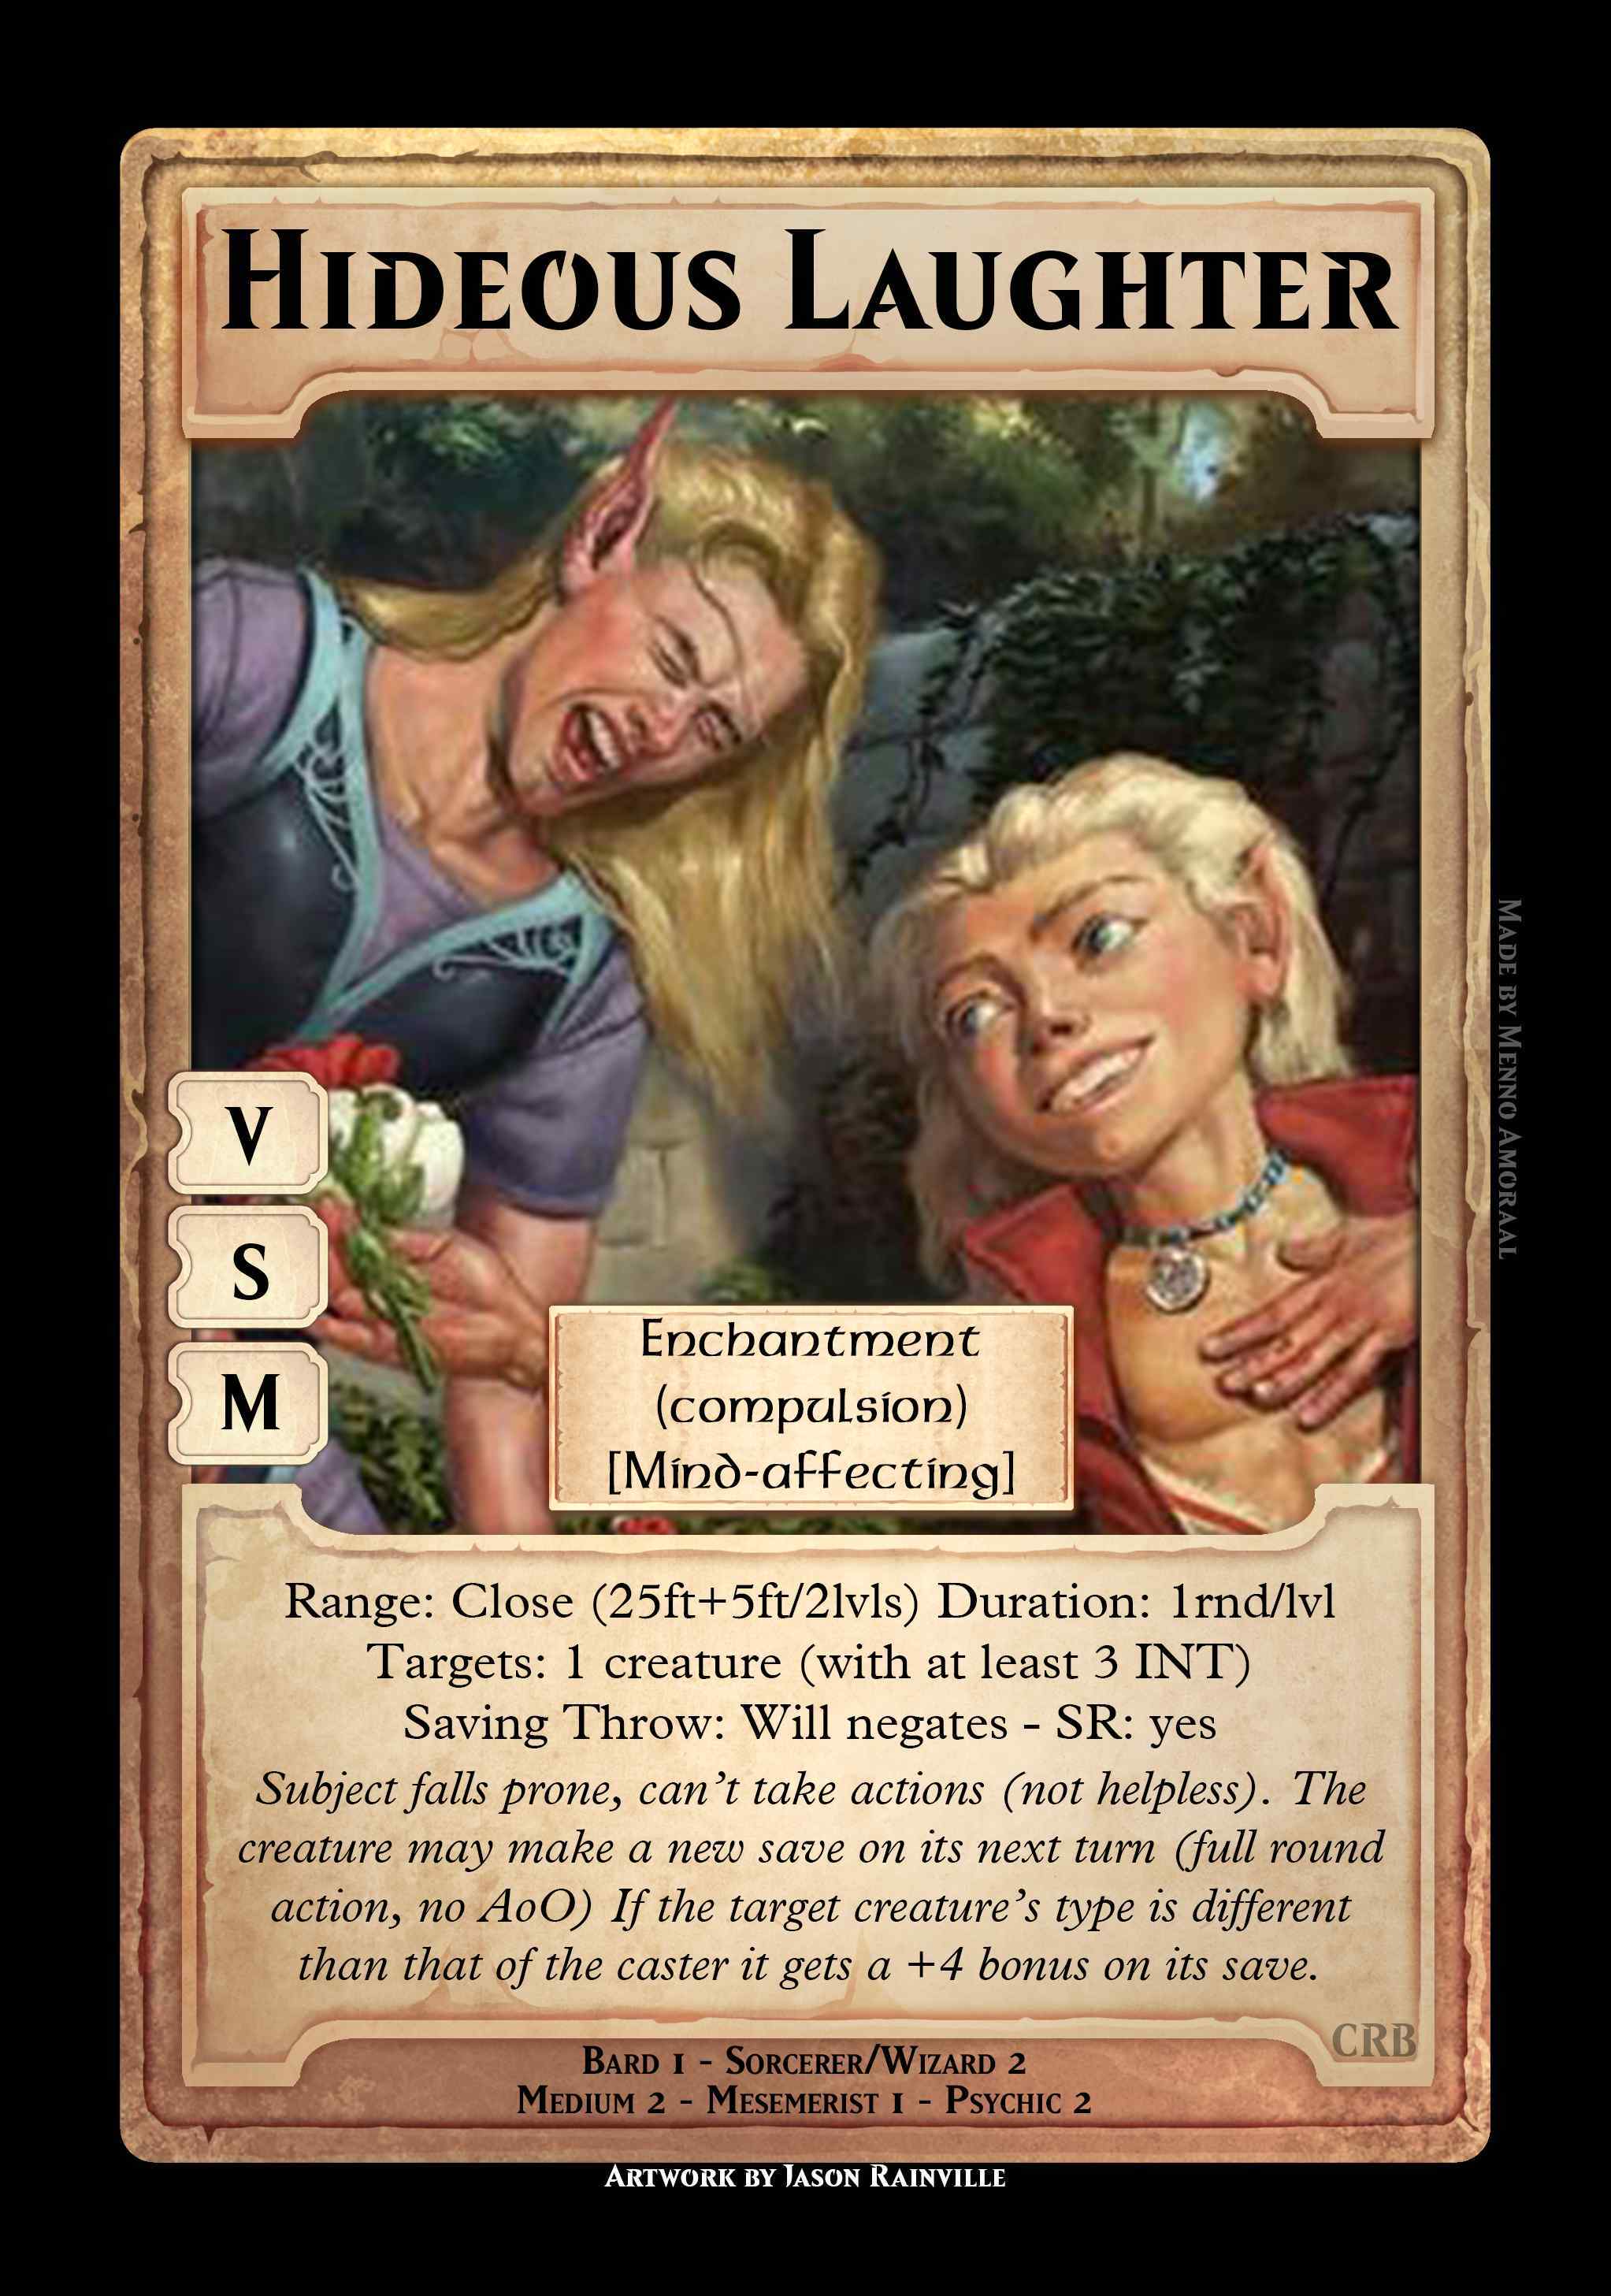 Hideous Laughter
V
S
M
Enchantment
(compulsion)
[Mind-affecting]
Range: Close (25ft+5ft/2lvls) Duration: 1rnd/lvl
Targets: 1 creature (with at least 3 INT)
Saving Throw: Will negates - SR: yes
Subject falls prone, can't take actions (not helpless). The
creature may make a new save on its next turn (full round
action, no AoO) If the target creature's type is different
than that of the caster it gets a +4 bonus on its save.
CRB
Bard 1 - Sorcerer/Wizard 2
Medium 2 - Mesemerist 1 - Psychic 2
Artwork by Jason Rainville
Made by Menno Amoraal